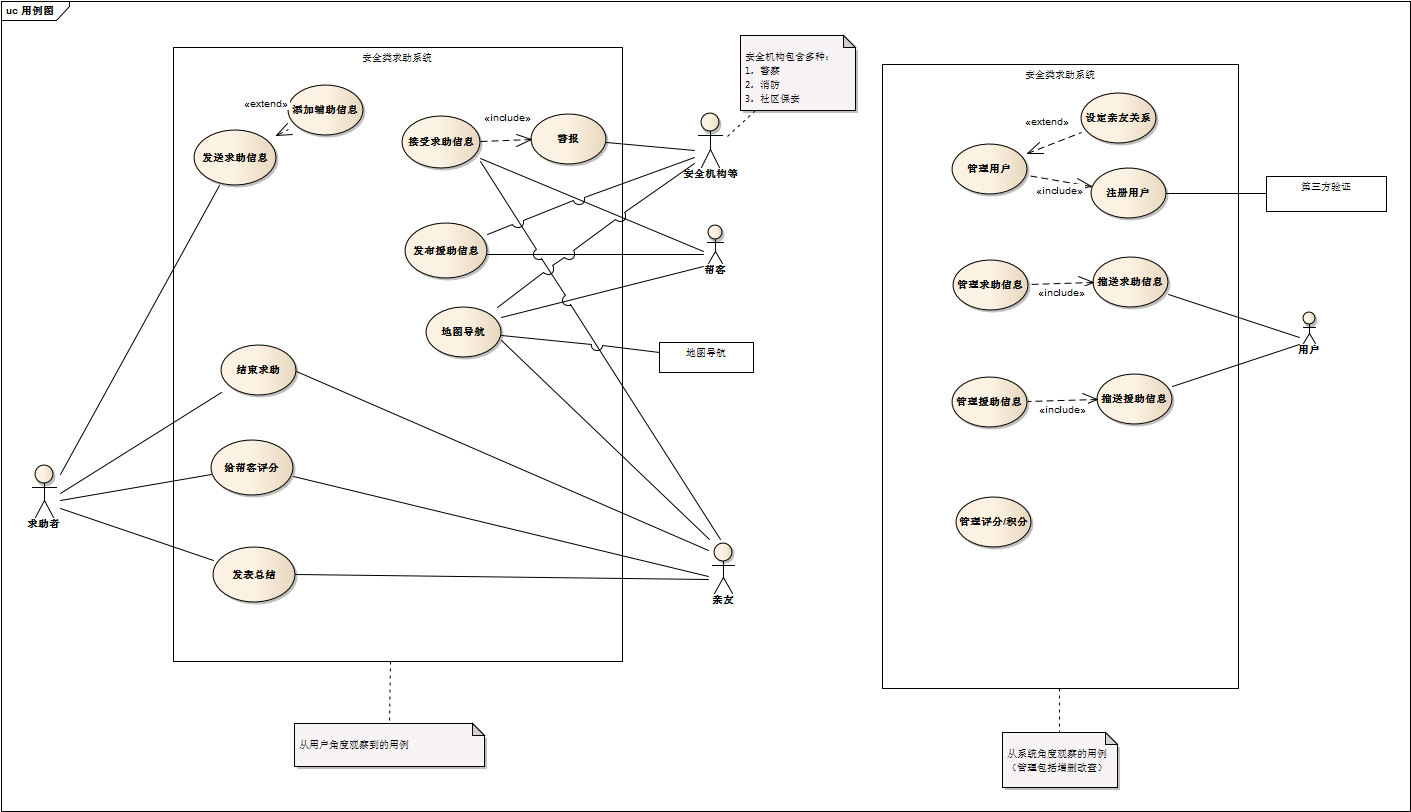 uc 用例图
安全类求助系统
«extend»
添加辅助信息
发送求助信息
接受求助信息
«include»
警报
安全机构包含多种：
1，警察
2，消防
3，社区保安
安全机构等
发布援助信息
帮客
地图导航
地图导航
结束求助
给帮客评分
求助者
发表总结
亲友
从用户角度观察到的用例
安全类求助系统
设定亲友关系
«extend»
管理用户
«include»
注册用户
第三方验证
管理求助信息
«include»
推送求助信息
用户
管理援助信息
«include»
推送援助信息
管理评分/积分
从系统角度观察的用例
（管理包括增删改查）